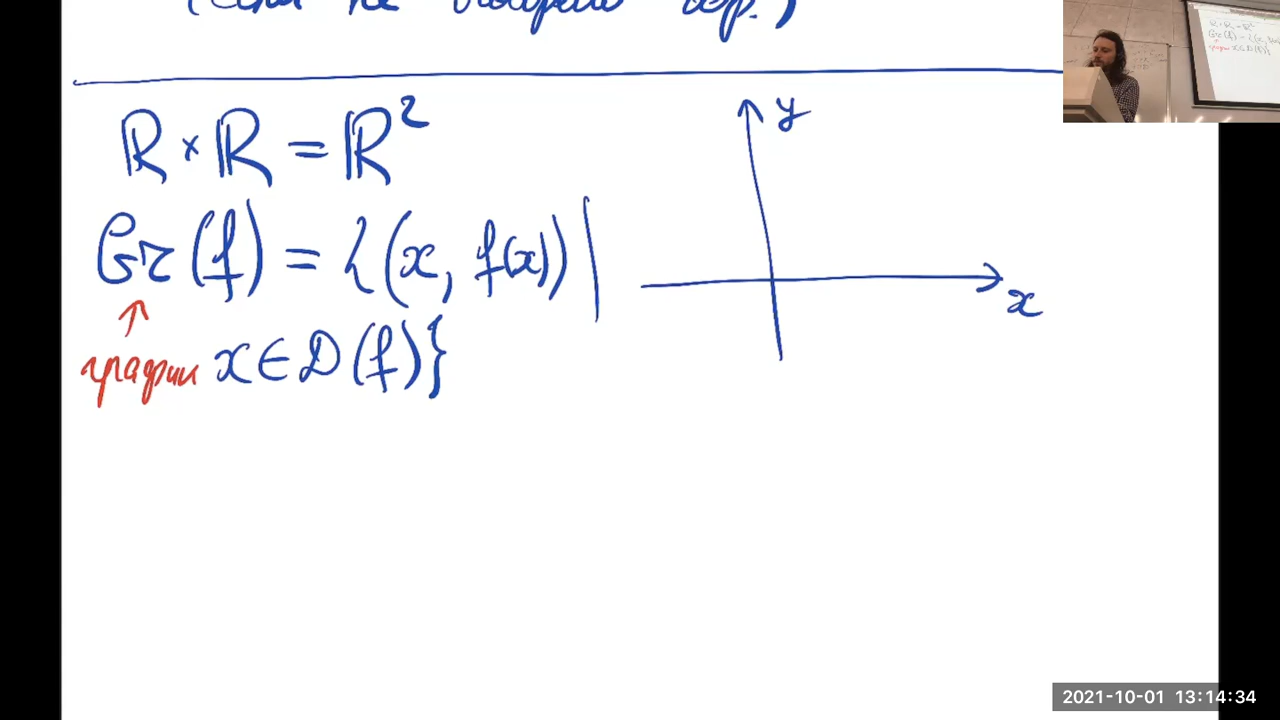 ℝ × ℝ = ℝ²
y
Gr(f) = {(x, f(x)) |
x
график x ∈ D(f)}
2021-10-01 13:14:34